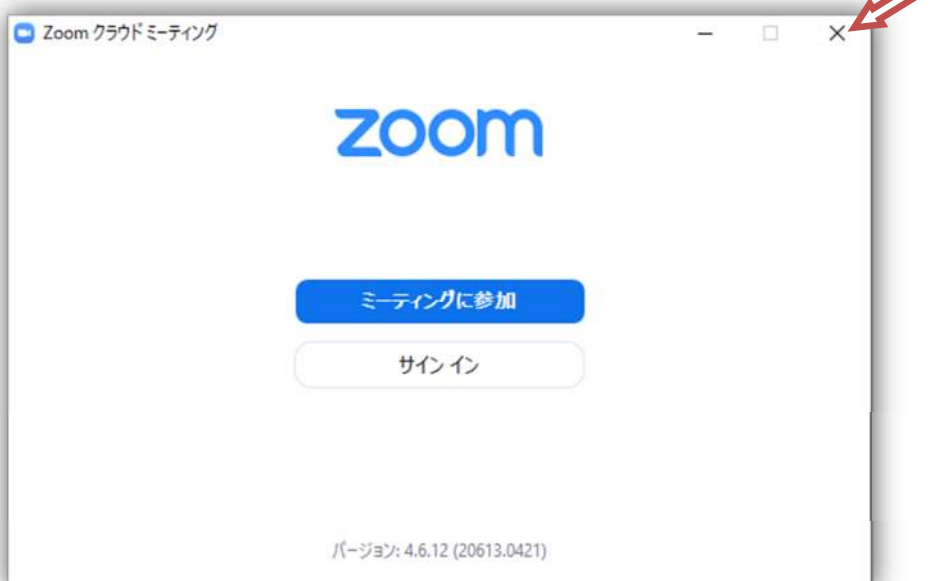 Zoom クラウド ミーティング
zoom
ミーティングに参加
サイン イン
バージョン: 4.6.12 (20613.0421)